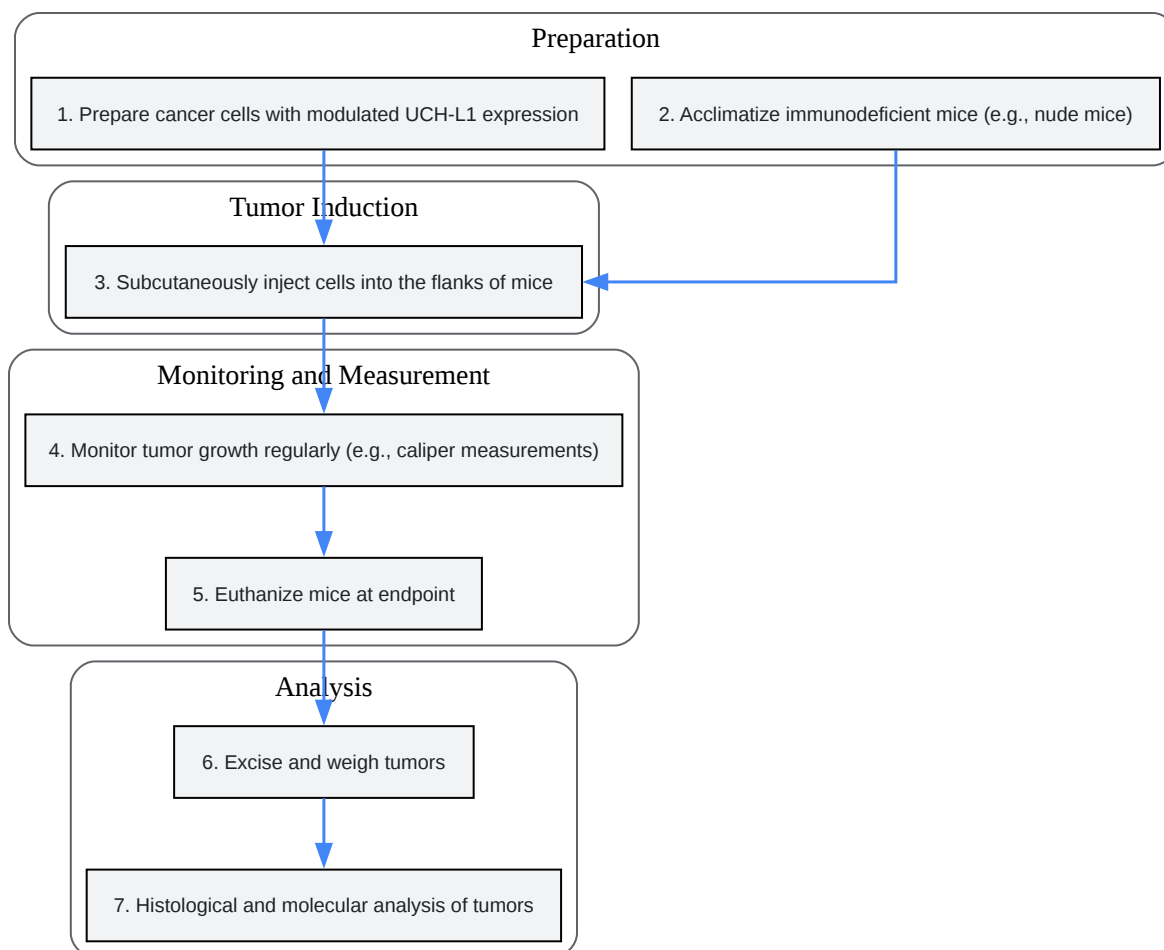 Preparation
1. Prepare cancer cells with modulated UCH-L1 expression
2. Acclimatize immunodeficient mice (e.g., nude mice)
Tumor Induction
3. Subcutaneously inject cells into the flanks of mice
Monitoring and Measurement
4. Monitor tumor growth regularly (e.g., caliper measurements)
5. Euthanize mice at endpoint
Analysis
6. Excise and weigh tumors
7. Histological and molecular analysis of tumors